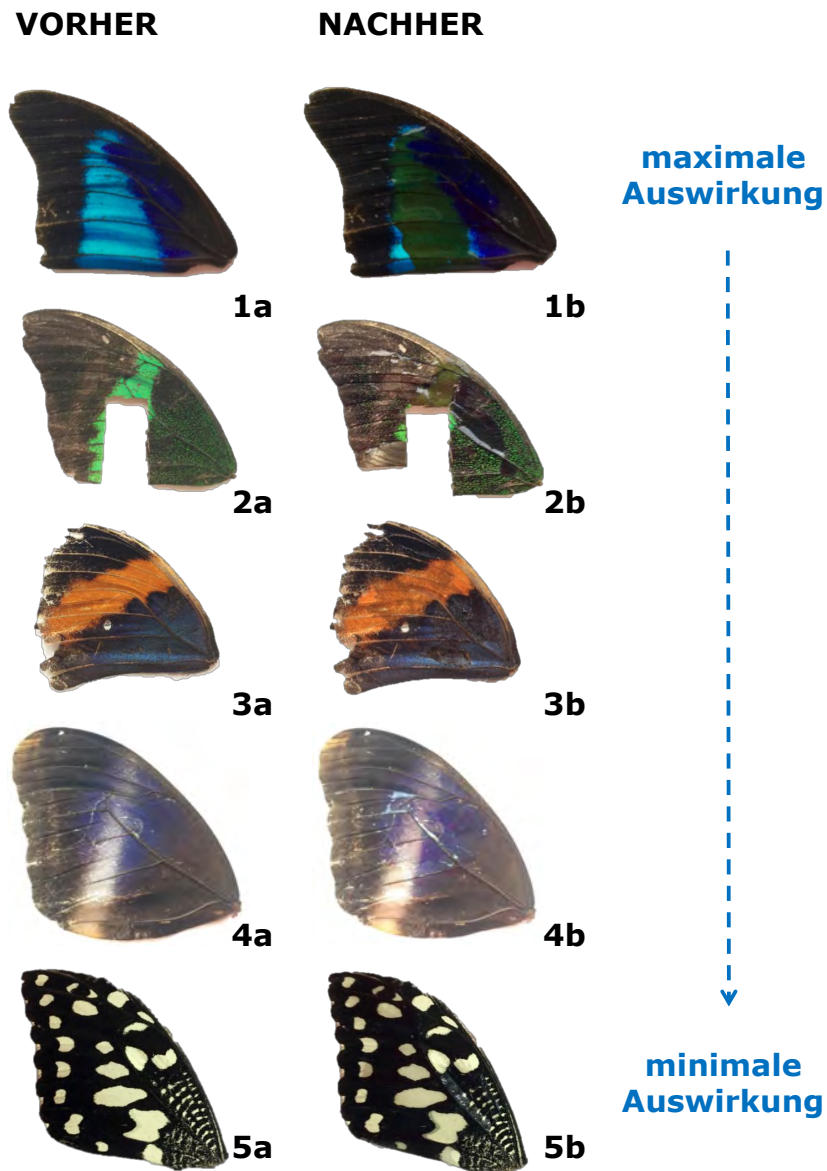 VORHER
NACHHER
maximale
Auswirkung
1a
1b
2a
2b
3a
3b
4a
4b
minimale
Auswirkung
5a
5b